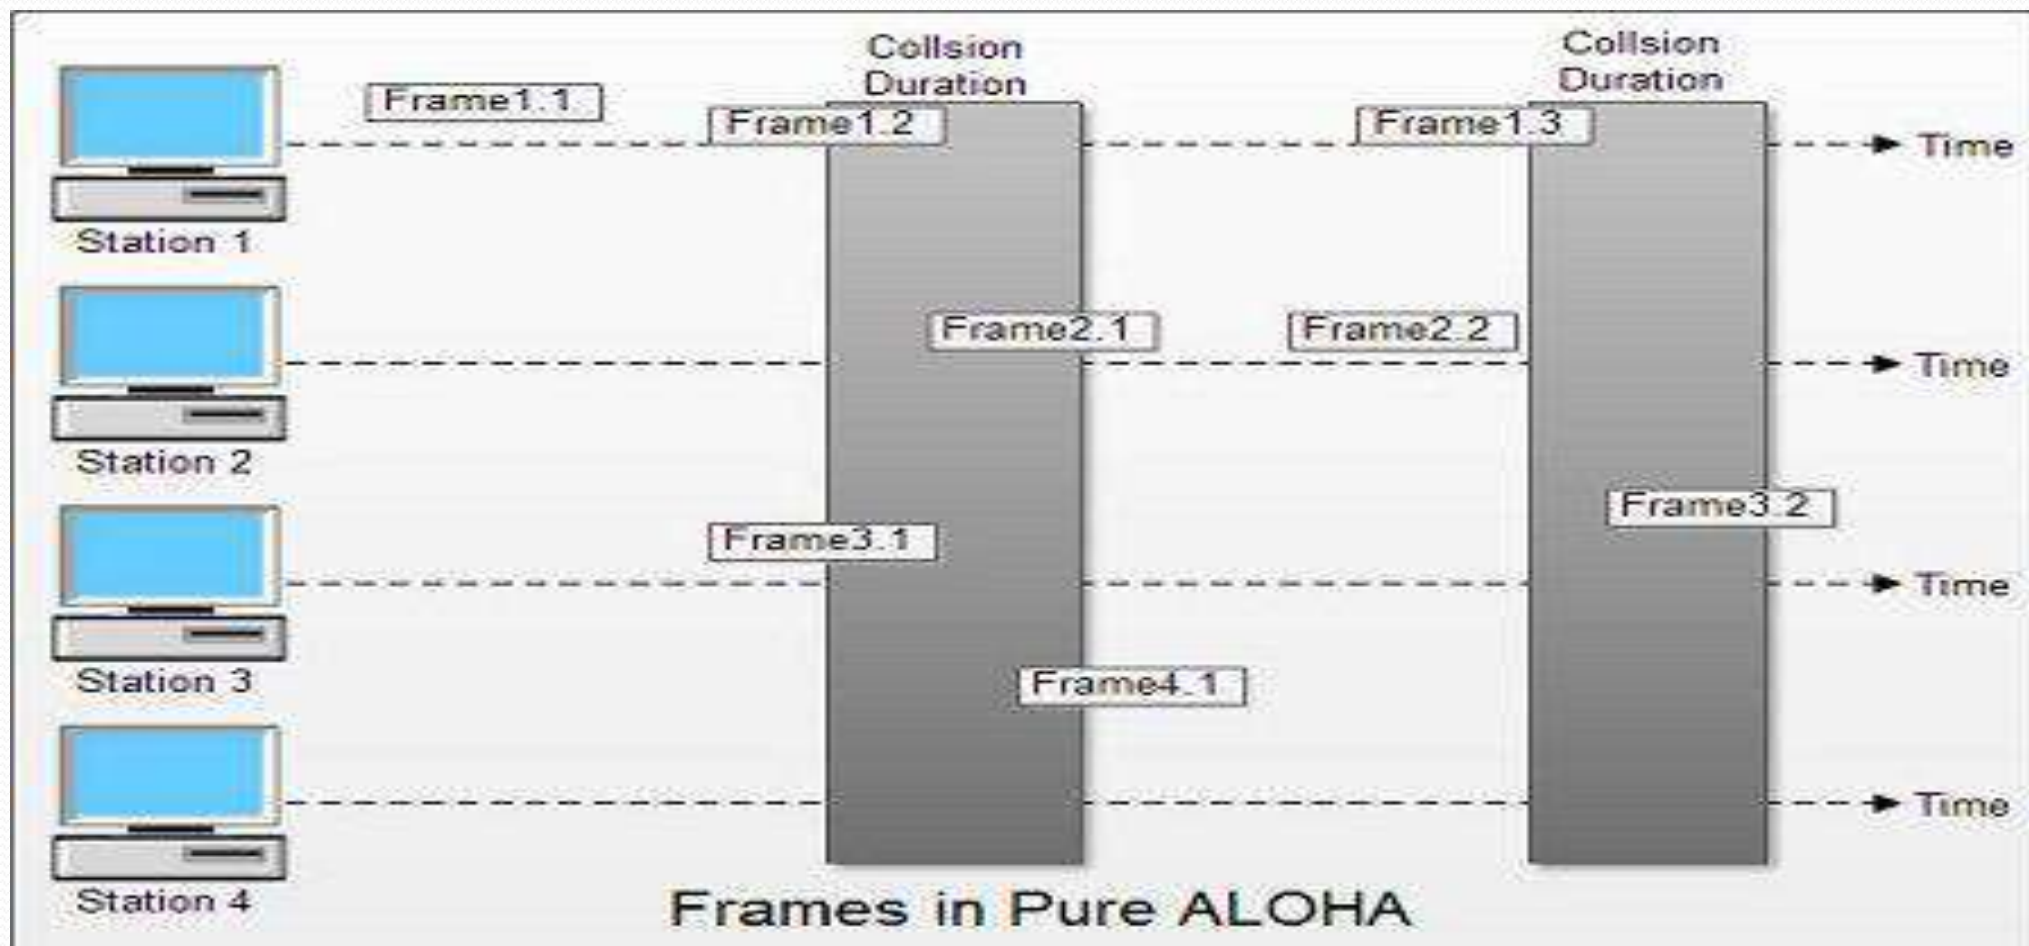 Collsion
Duration
Collsion
Duration
Frame1.1
Frame1.2
Frame1.3
Time
Station 1
Frame2.1
Frame2.2
Time
Station 2
Frame3.2
Frame3.1
Time
Station 3
Frame4.1
Time
Station 4
Frames in Pure ALOHA